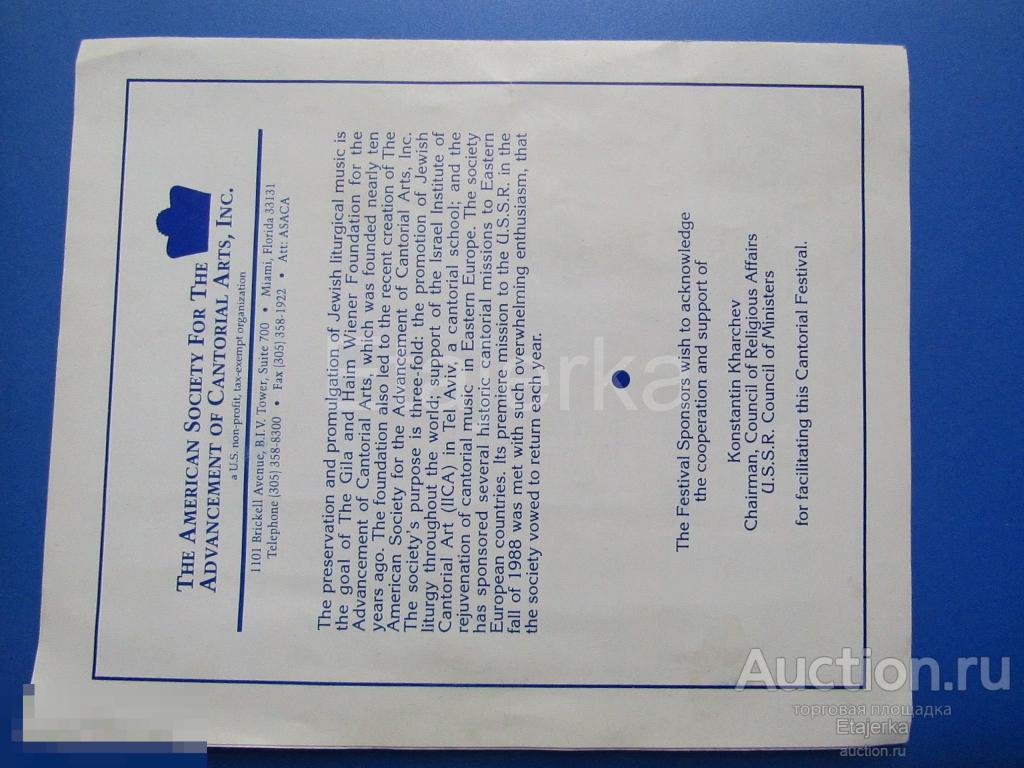 THE AMERICAN SOCIETY FOR THE
ADVANCEMENT OF CANTORIAL ARTS, INC.
a U.S. non-profit, tax-exempt organization
1101 Brickell Avenue, B.I.V. Tower, Suite 700 • Miami, Florida 33131
Telephone (305) 358-8300 • Fax (305) 358-1922 • Att: ASACA
The preservation and promulgation of Jewish liturgical music is
the goal of The Gila and Haim Wiener Foundation for the
Advancement of Cantorial Arts, which was founded nearly ten
years ago. The foundation also led to the recent creation of The
American Society for the Advancement of Cantorial Arts, Inc.
The society's purpose is three-fold: the promotion of Jewish
liturgy throughout the world; support of the Israel Institute of
Cantorial Art (IICA) in Tel Aviv, a cantorial school; and the
rejuvenation of cantorial music in Eastern Europe. The society
has sponsored several historic cantorial missions to Eastern
European countries. Its premiere mission to the U.S.S.R. in the
fall of 1988 was met with such overwhelming enthusiasm, that
the society vowed to return each year.
The Festival Sponsors wish to acknowledge
the cooperation and support of
Konstantin Kharchev
Chairman, Council of Religious Affairs
U.S.S.R. Council of Ministers
for facilitating this Cantorial Festival.
Auction.ru
торговая площадка
Etajerka
auction.ru